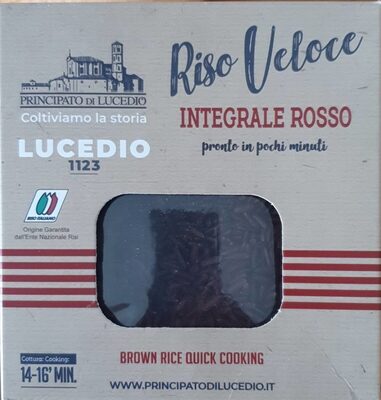 PRINCIPATO DI LUCEDIO
Coltiviamo la storia
LUCEDIO
1123
Riso Veloce
INTEGRALE ROSSO
pronto in pochi minuti
RISO ITALIANO
Origine Garantita
dall'Ente Nazionale Risi
Cottura: Cooking:
14-16' MIN.
BROWN RICE QUICK COOKING
WWW.PRINCIPATODILUCEDIO.IT